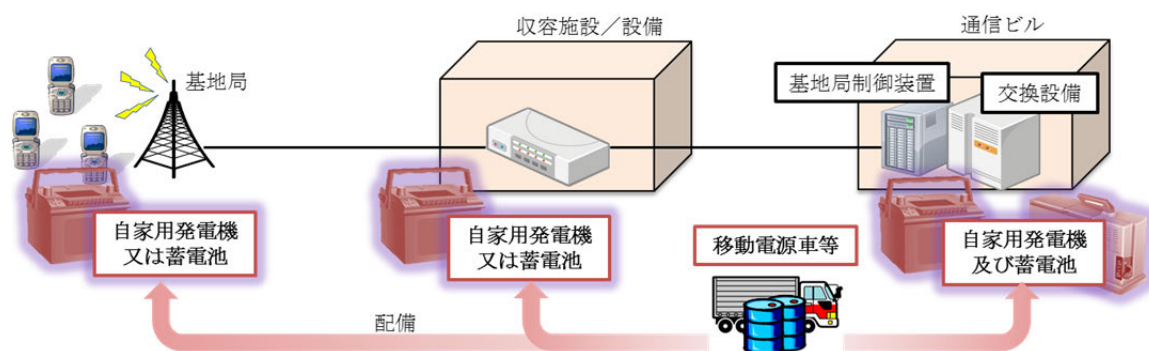 収容施設／設備
通信ビル
基地局
基地局制御装置
交換設備
自家用発電機
又は蓄電池
自家用発電機
又は蓄電池
移動電源車等
自家用発電機
及び蓄電池
配備